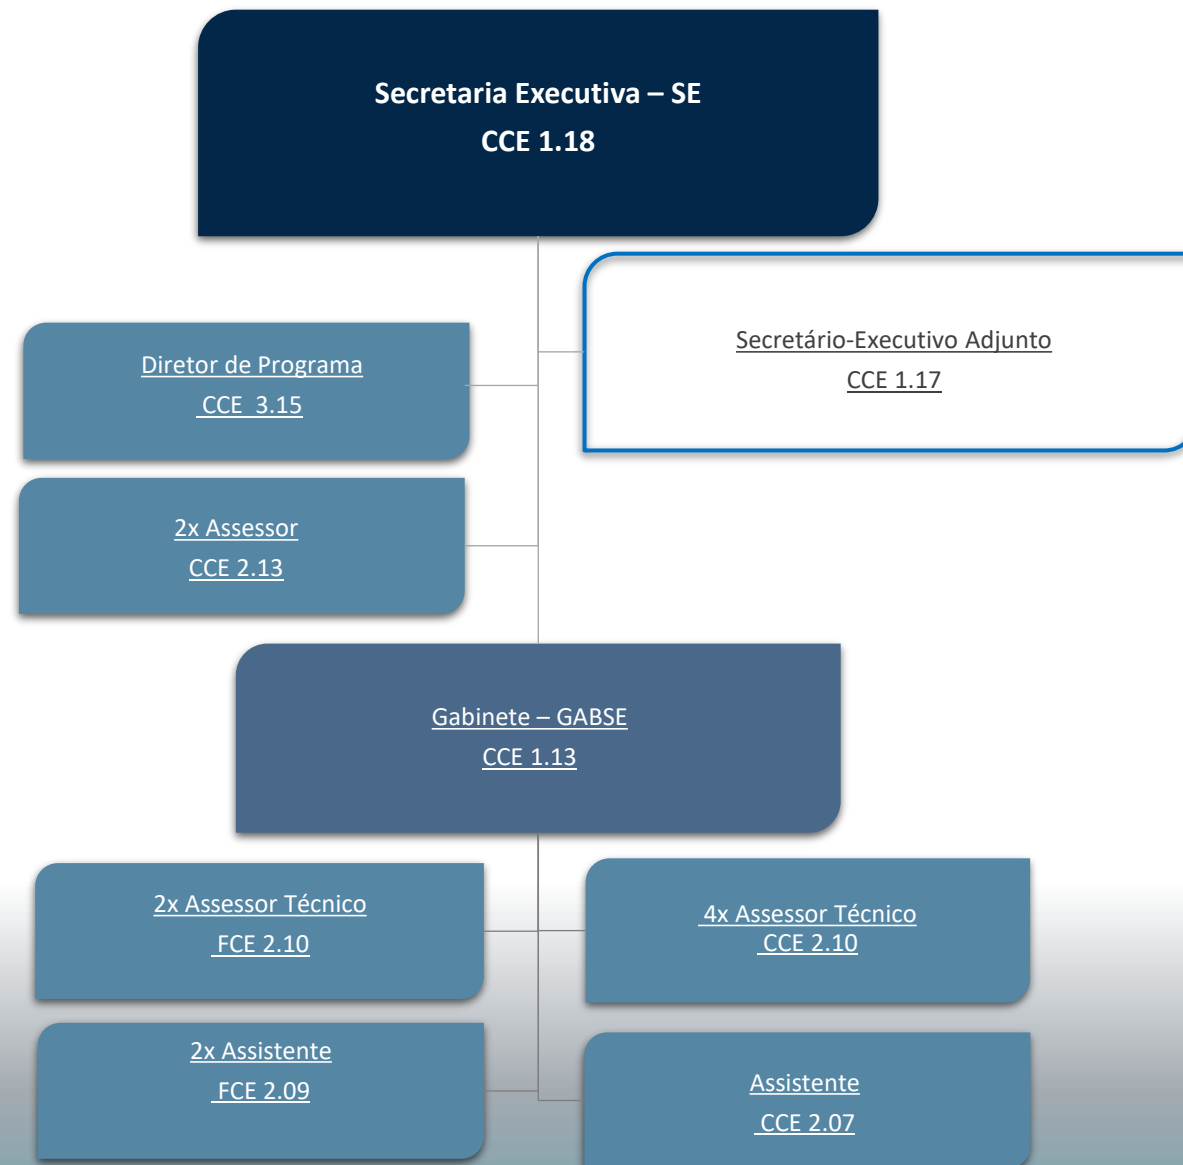 Secretaria Executiva – SE
CCE 1.18
Secretário-Executivo Adjunto
CCE 1.17
Diretor de Programa
CCE 3.15
2x Assessor
CCE 2.13
Gabinete – GABSE
CCE 1.13
2x Assessor Técnico
FCE 2.10
4x Assessor Técnico
CCE 2.10
2x Assistente
FCE 2.09
Assistente
CCE 2.07